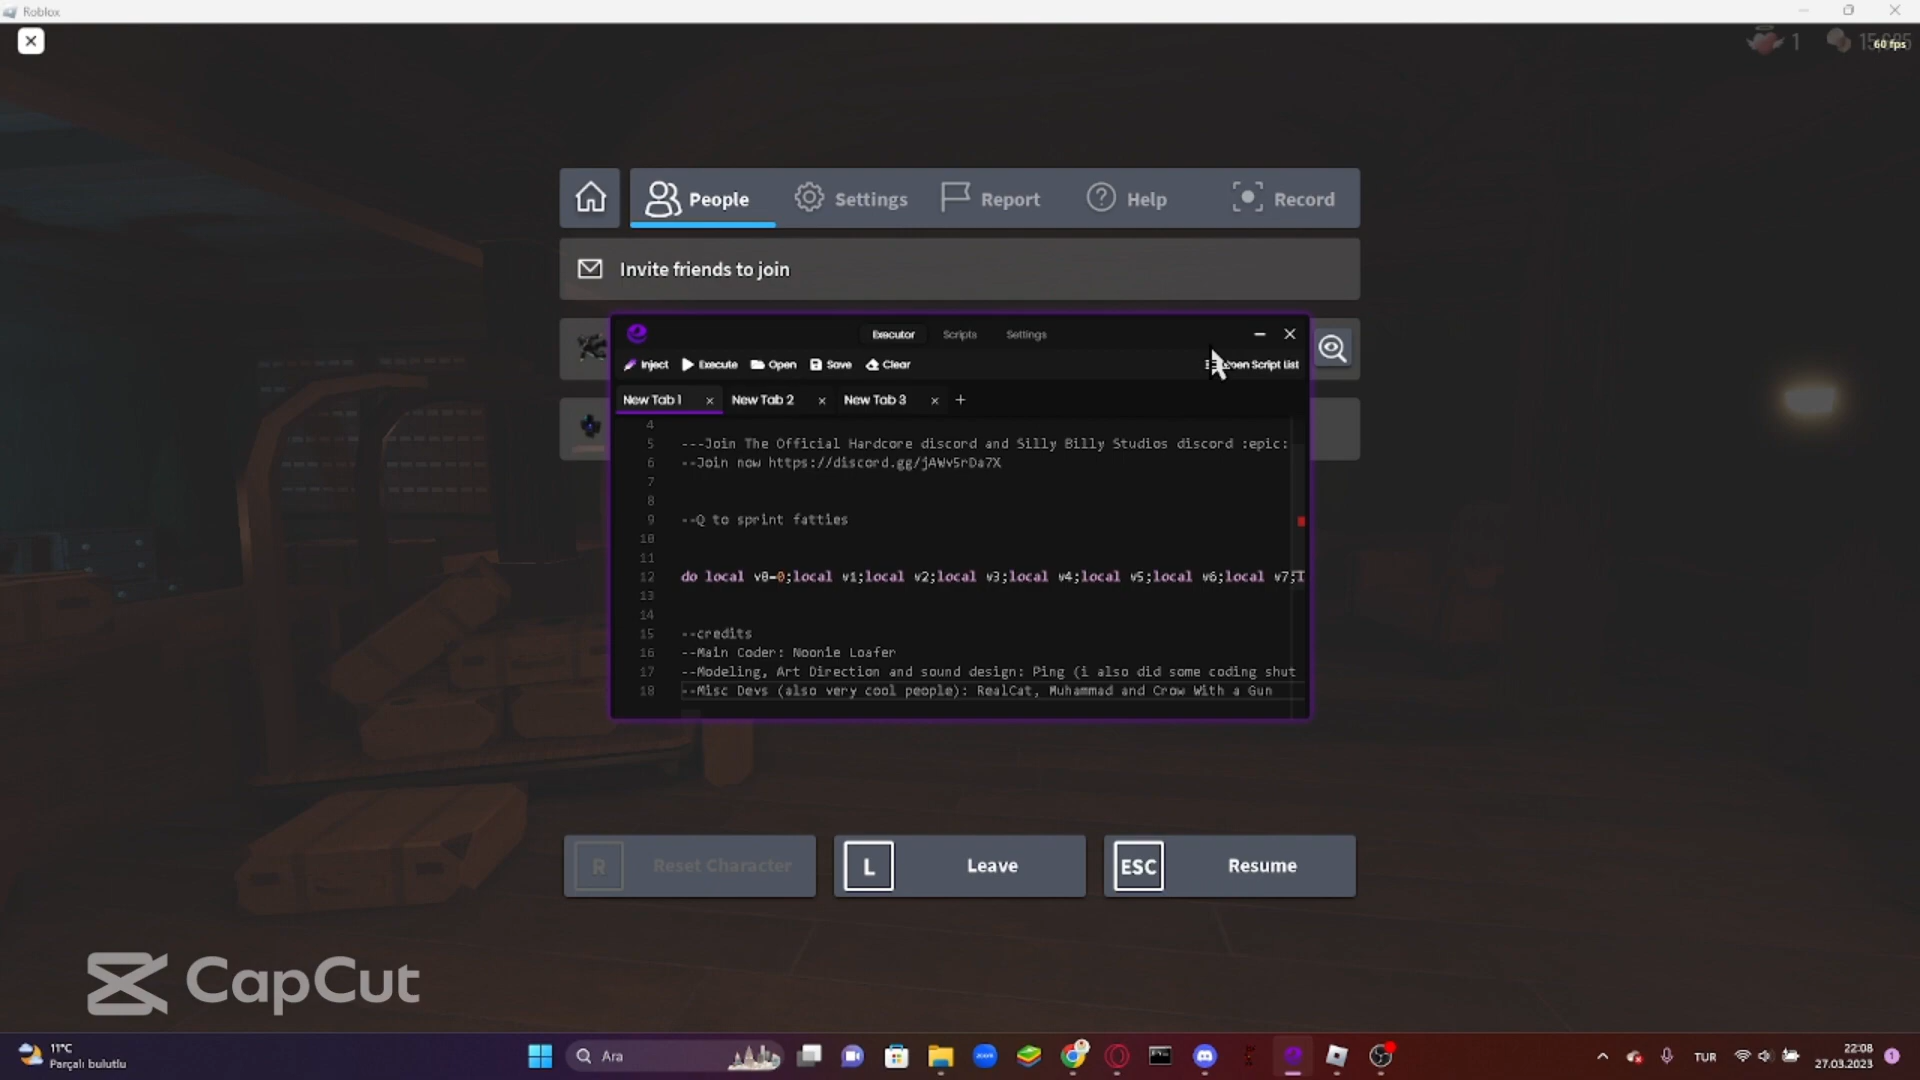 Roblox
1
60 fps
People
Settings
Report
Help
Record
Invite friends to join
Executor
Scripts
Settings
Inject
Execute
Open
Save
Clear
Script List
New Tab 1
New Tab 2
New Tab 3
4
5 ---Join The Official Hardcore discord and Silly Billy Studios discord :epic:
6 --Join now https://discord.gg/jAWv5rDa7X
7
8
9 --Q to sprint fatties
10
11
12 do local v0=0;local v1;local v2;local v3;local v4;local v5;local v6;local v7;l
13
14
15 --credits
16 --Main Coder: Noonie Loafer
17 --Modeling, Art Direction and sound design: Ping (i also did some coding shut
18 --Misc Devs (also very cool people): RealCat, Muhammad and Crow With a Gun
R Reset Character
L Leave
ESC Resume
CapCut
11°C
Parçalı bulutlu
Ara
zoom
TUR
22:08
27.03.2023
1